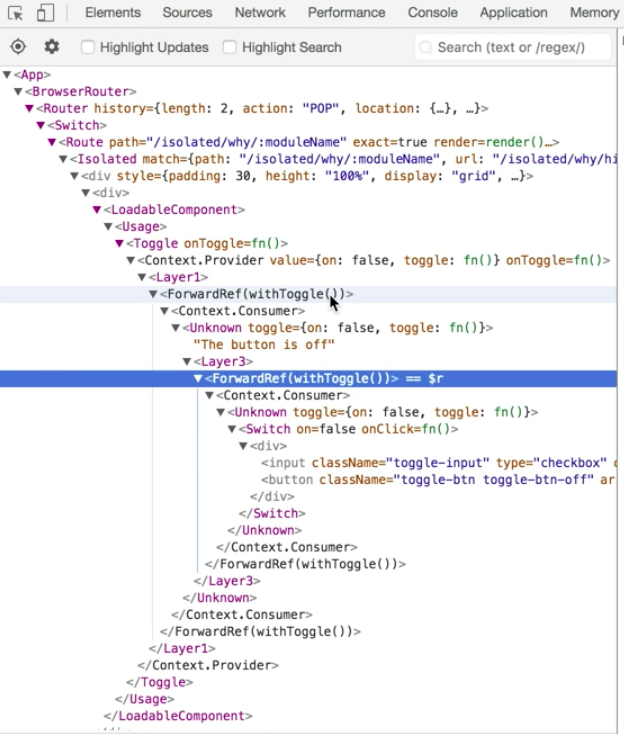 Elements Sources Network Performance Console Application Memory
Highlight Updates Highlight Search Search (text or /regex/)
▼<App>
▼<BrowserRouter>
▼<Router history={length: 2, action: "POP", location: {…}, …}>
▼<Switch>
▼<Route path="/isolated/why/:moduleName" exact=true render=render()…>
▼<Isolated match={path: "/isolated/why/:moduleName", url: "/isolated/why/hi
▼<div style={padding: 30, height: "100%", display: "grid", …}>
▼<div>
▼<LoadableComponent>
▼<Usage>
▼<Toggle onToggle=fn()>
▼<Context.Provider value={on: false, toggle: fn()} onToggle=fn()>
▼<Layer1>
▼<ForwardRef(withToggle())>
▼<Context.Consumer>
▼<Unknown toggle={on: false, toggle: fn()}>
"The button is off"
▼<Layer3>
▼<ForwardRef(withToggle())> == $r
▼<Context.Consumer>
▼<Unknown toggle={on: false, toggle: fn()}>
▼<Switch on=false onClick=fn()>
▼<div>
<input className="toggle-input" type="checkbox"
<button className="toggle-btn toggle-btn-off" ar
</div>
</Switch>
</Unknown>
</Context.Consumer>
</ForwardRef(withToggle())>
</Layer3>
</Unknown>
</Context.Consumer>
</ForwardRef(withToggle())>
</Layer1>
</Context.Provider>
</Toggle>
</Usage>
</LoadableComponent>